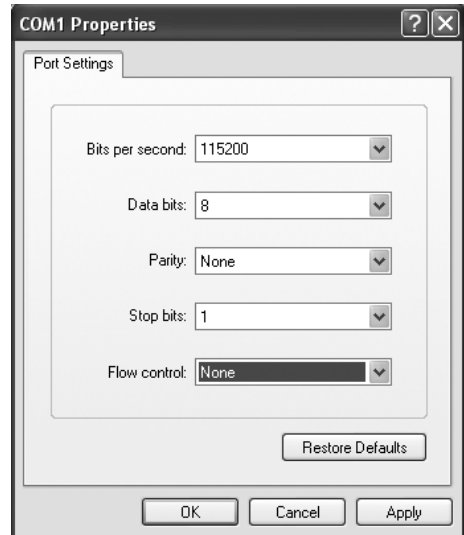 COM1 Properties
Port Settings
Bits per second: 115200
Data bits: 8
Parity: None
Stop bits: 1
Flow control: None
Restore Defaults
OK Cancel Apply